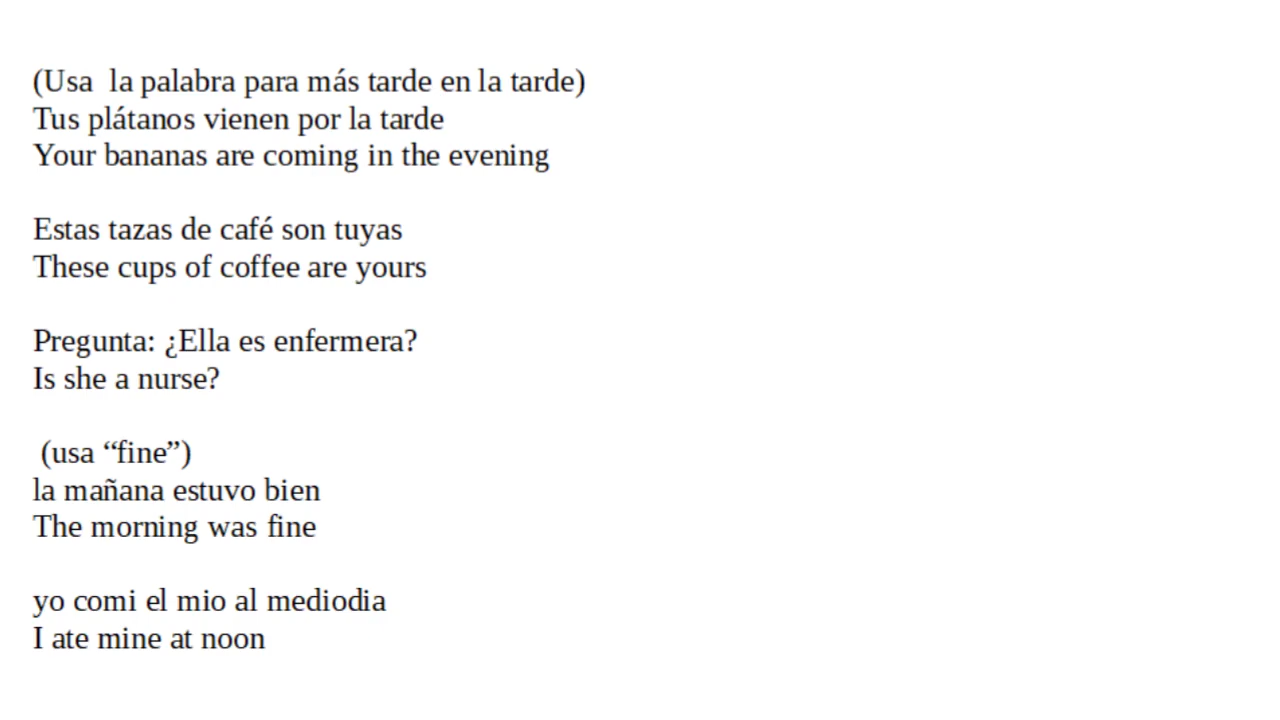 (Usa la palabra para más tarde en la tarde)
Tus plátanos vienen por la tarde
Your bananas are coming in the evening
Estas tazas de café son tuyas
These cups of coffee are yours
Pregunta: ¿Ella es enfermera?
Is she a nurse?
(usa “fine”)
la mañana estuvo bien
The morning was fine
yo comi el mio al mediodia
I ate mine at noon